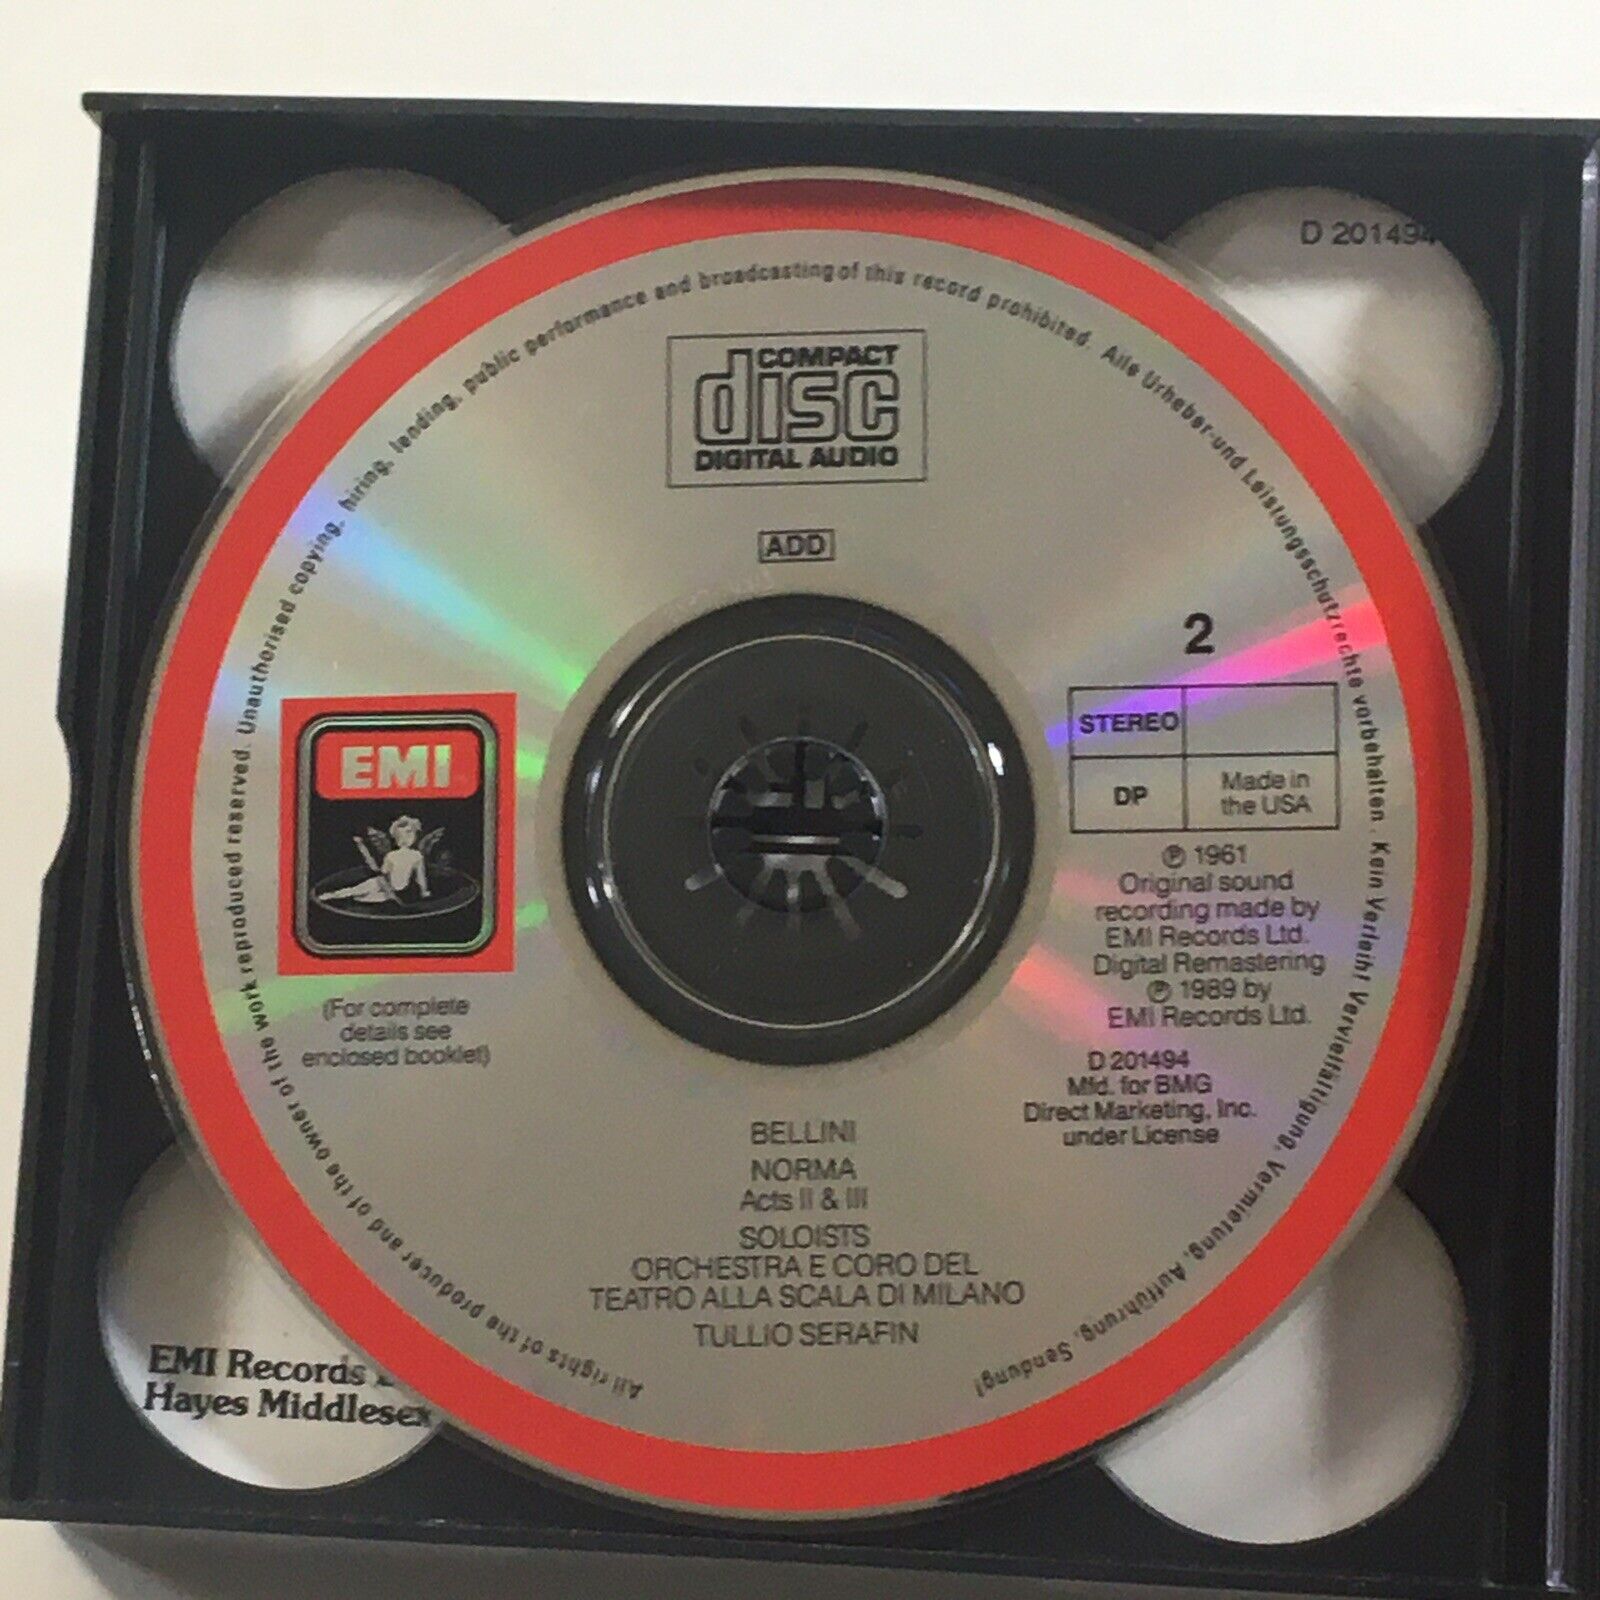 D 201494
All rights of the producer and of the owner of the work reproduced reserved. Unauthorised copying, hiring, lending, public performance and broadcasting of this record prohibited. Alle Urheber-und Leistungsschutzrechte vorbehalten . Kein Verleih! Vervielfältigung, Vermietung, Aufführung, Sendung!
COMPACT
disc
DIGITAL AUDIO
ADD
2
STEREO
DP
Made in
the USA
EMI
(For complete
details see
enclosed booklet)
℗ 1961
Original sound
recording made by
EMI Records Ltd.
Digital Remastering
℗ 1989 by
EMI Records Ltd.
D 201494
Mfd. for BMG
Direct Marketing, Inc.
under License
BELLINI
NORMA
Acts II & III
SOLOISTS
ORCHESTRA E CORO DEL
TEATRO ALLA SCALA DI MILANO
TULLIO SERAFIN
EMI Records
Hayes Middlesex